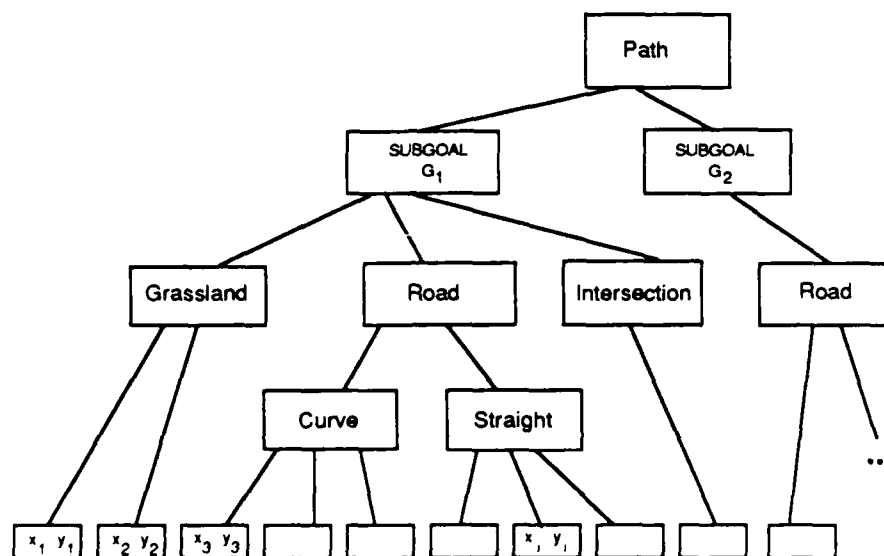 Path
SUBGOAL
G₁
SUBGOAL
G₂
Grassland
Road
Intersection
Road
Curve
Straight
..
x₁ y₁
x₂ y₂
x₃ y₃
xᵢ yᵢ